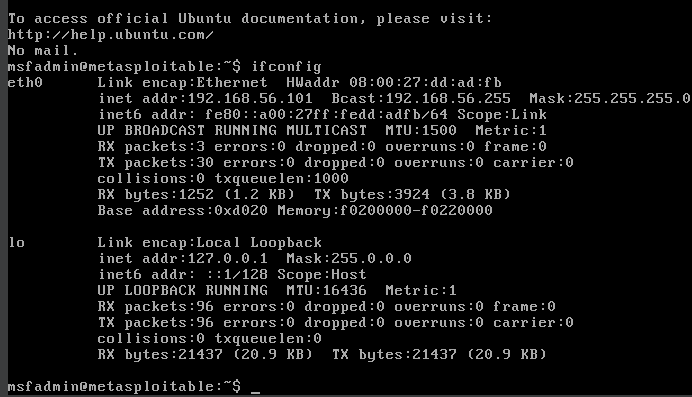 To access official Ubuntu documentation, please visit:
http://help.ubuntu.com/
No mail.
msfadmin@metasploitable:~$ ifconfig
eth0      Link encap:Ethernet  HWaddr 08:00:27:dd:ad:fb
          inet addr:192.168.56.101  Bcast:192.168.56.255  Mask:255.255.255.0
          inet6 addr: fe80::a00:27ff:fedd:adfb/64 Scope:Link
          UP BROADCAST RUNNING MULTICAST  MTU:1500  Metric:1
          RX packets:3 errors:0 dropped:0 overruns:0 frame:0
          TX packets:30 errors:0 dropped:0 overruns:0 carrier:0
          collisions:0 txqueuelen:1000
          RX bytes:1252 (1.2 KB)  TX bytes:3924 (3.8 KB)
          Base address:0xd020 Memory:f0200000-f0220000
lo        Link encap:Local Loopback
          inet addr:127.0.0.1  Mask:255.0.0.0
          inet6 addr: ::1/128 Scope:Host
          UP LOOPBACK RUNNING  MTU:16436  Metric:1
          RX packets:96 errors:0 dropped:0 overruns:0 frame:0
          TX packets:96 errors:0 dropped:0 overruns:0 carrier:0
          collisions:0 txqueuelen:0
          RX bytes:21437 (20.9 KB)  TX bytes:21437 (20.9 KB)
msfadmin@metasploitable:~$ _